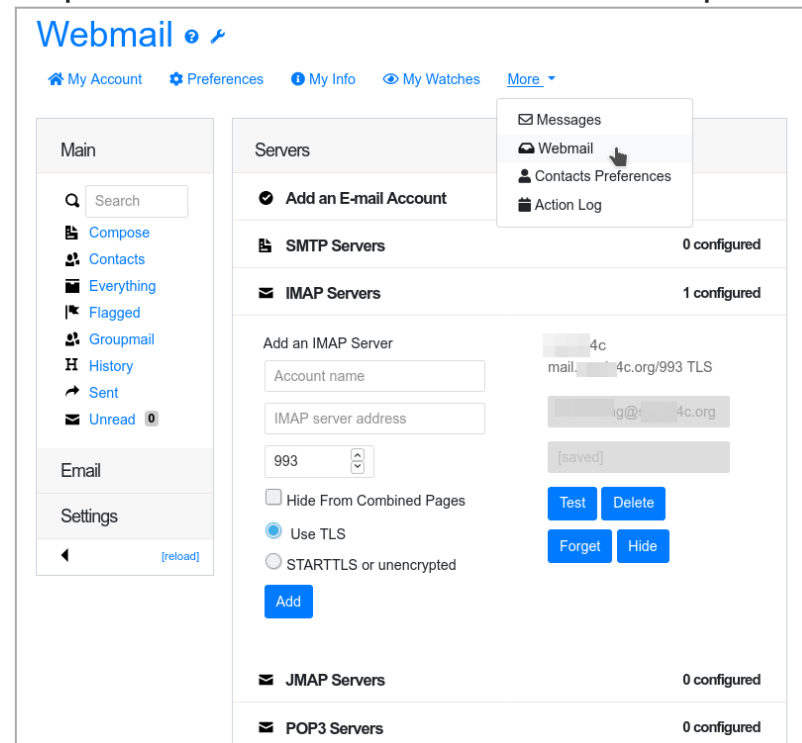 Webmail
My Account Preferences My Info My Watches More
Messages
Webmail
Contacts Preferences
Action Log
Main
Search
Compose
Contacts
Everything
Flagged
Groupmail
History
Sent
Unread 0
Email
Settings
[reload]
Servers
Add an E-mail Account
SMTP Servers 0 configured
IMAP Servers 1 configured
Add an IMAP Server
Account name
IMAP server address
993
Hide From Combined Pages
Use TLS
STARTTLS or unencrypted
Add
4c
mail. 4c.org/993 TLS
g@ 4c.org
[saved]
Test Delete
Forget Hide
JMAP Servers 0 configured
POP3 Servers 0 configured